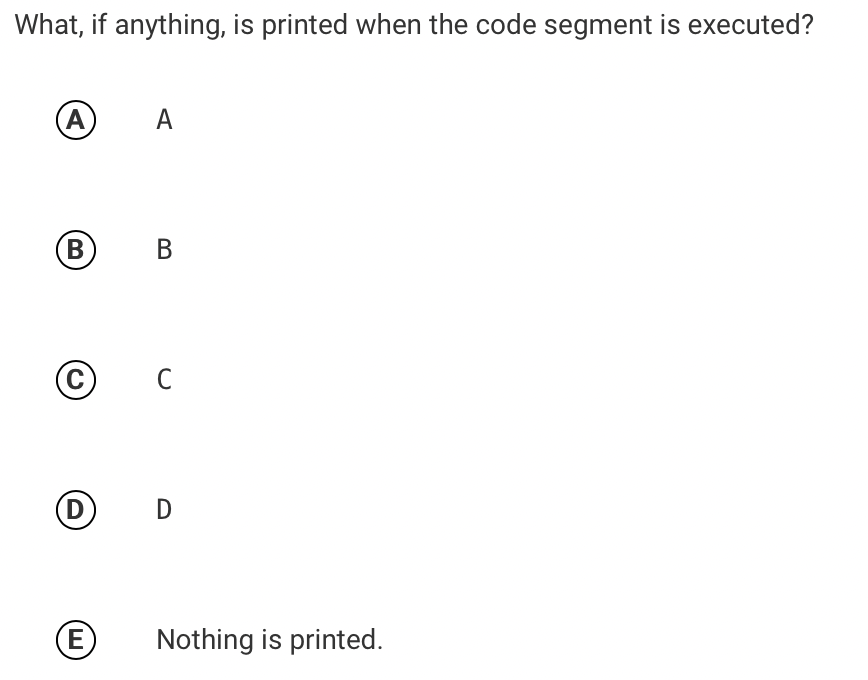 What, if anything, is printed when the code segment is executed?
A A
B B
C C
D D
E Nothing is printed.